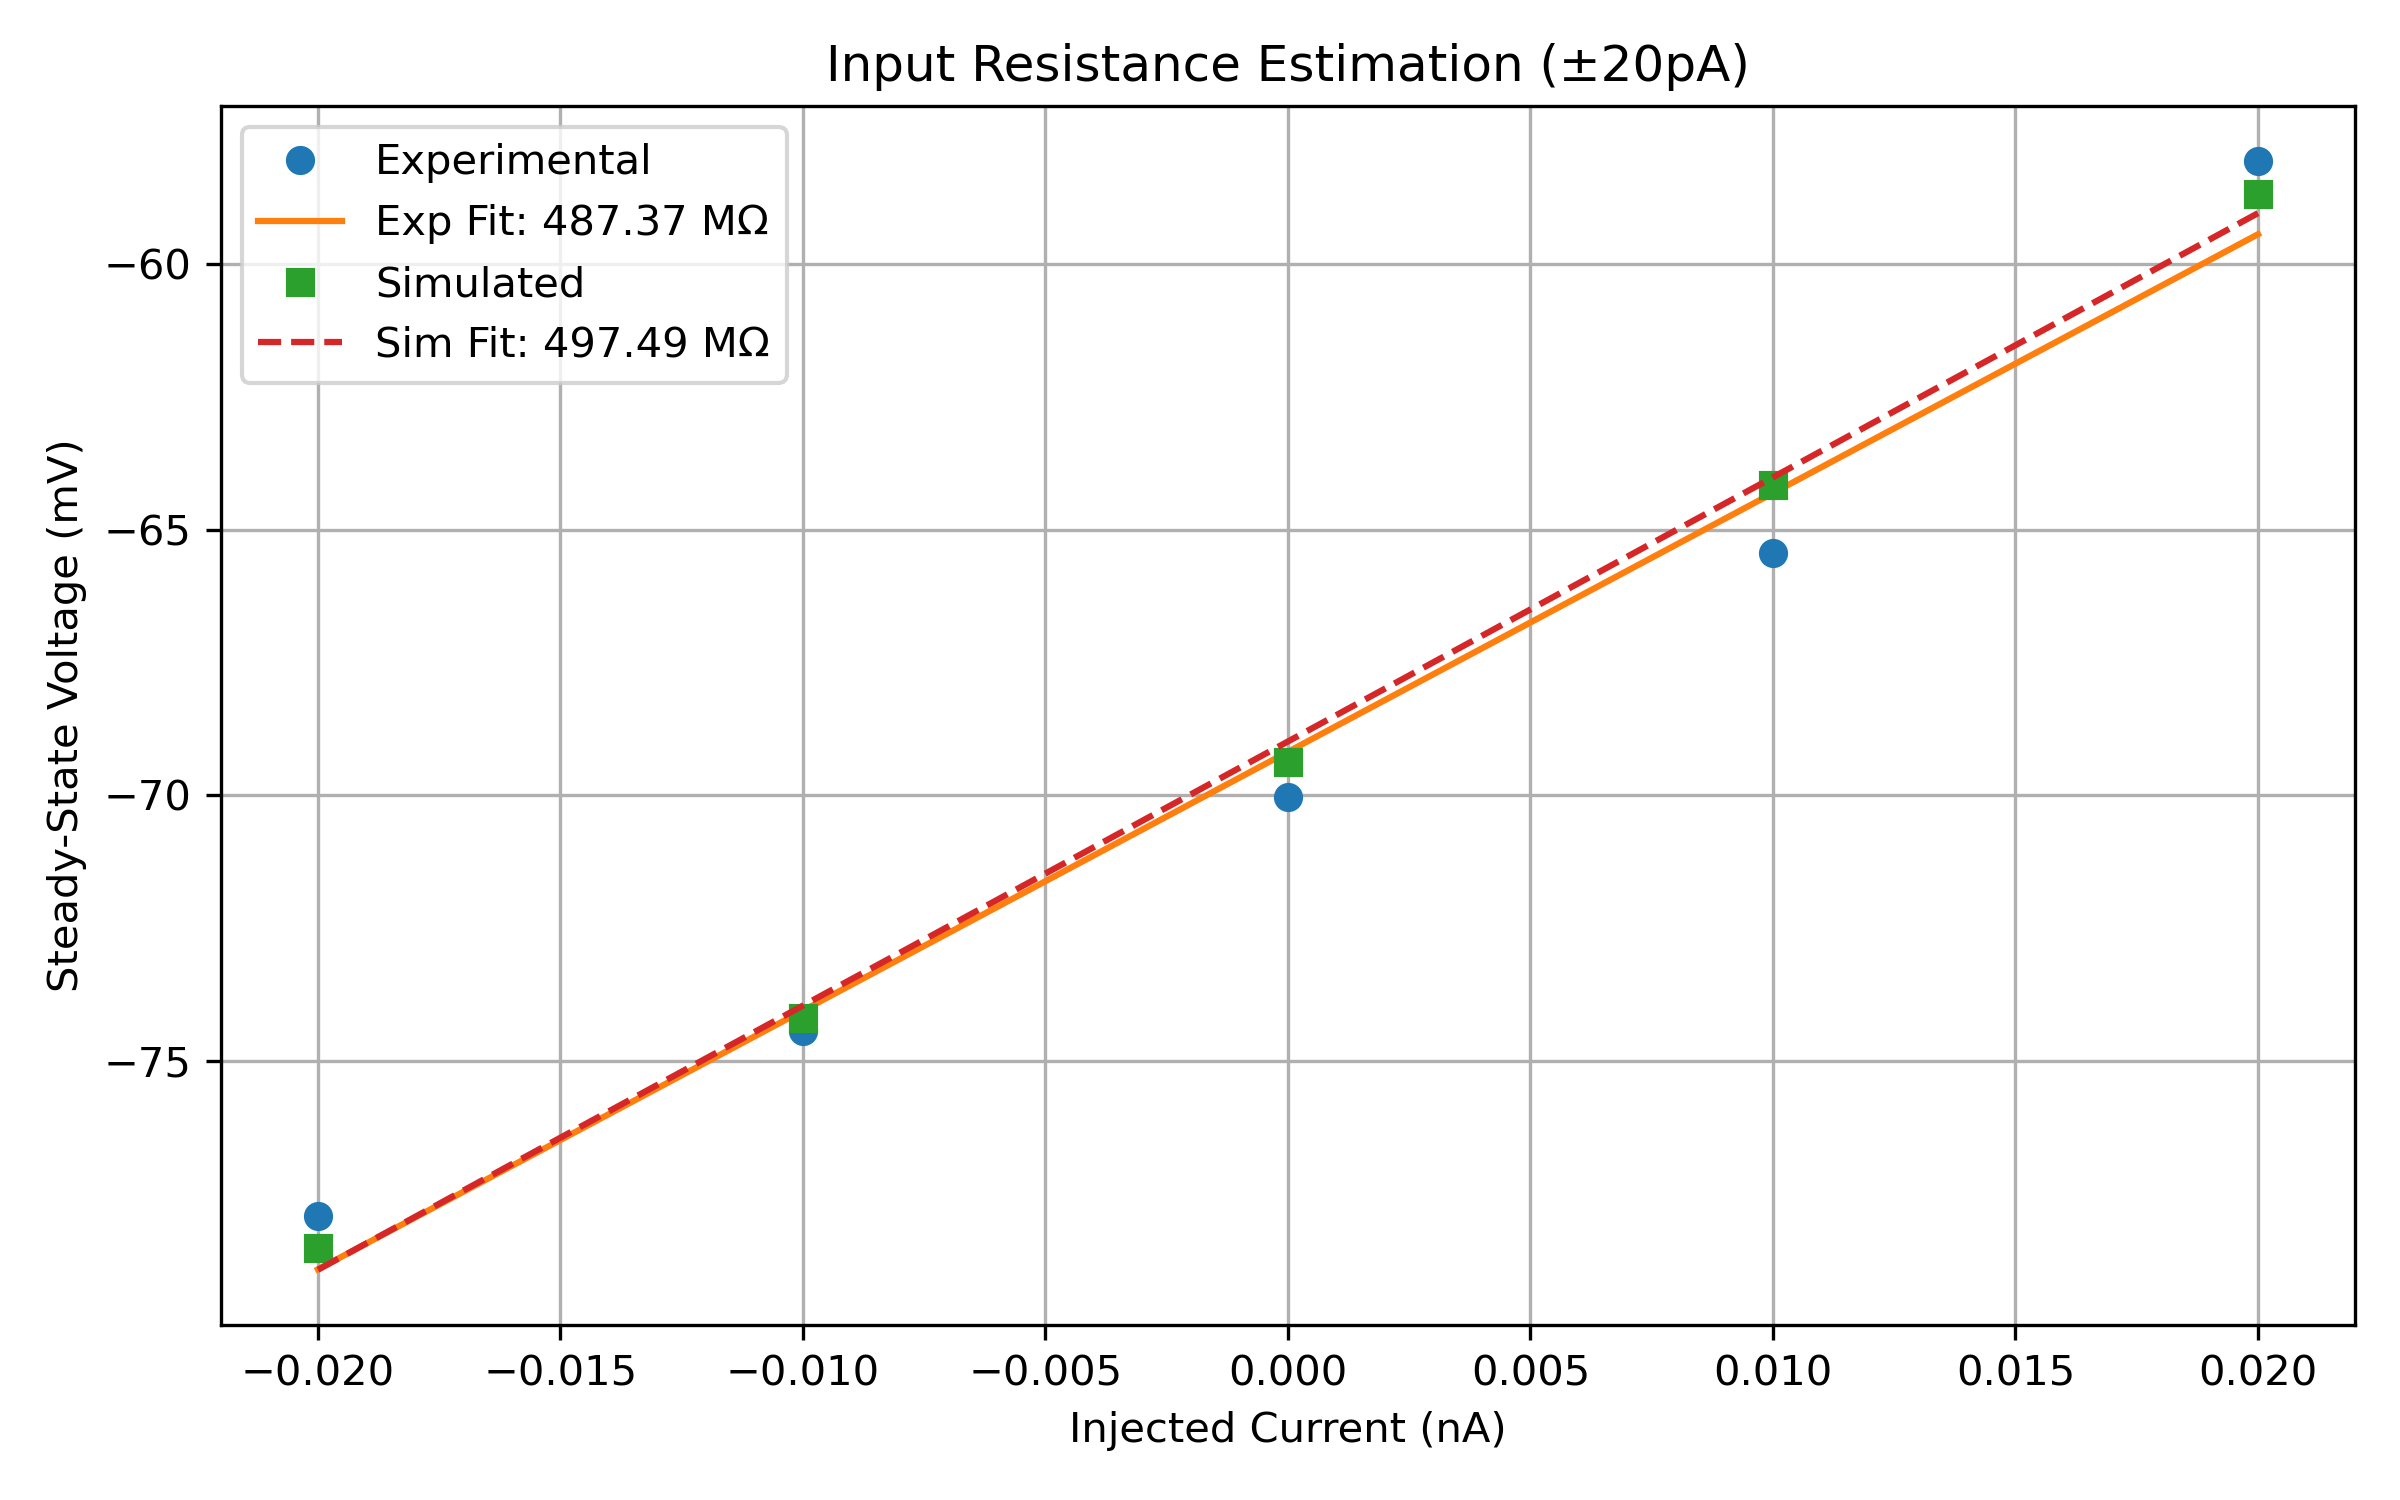 Input Resistance Estimation (±20pA)
Experimental
Exp Fit: 487.37 MΩ
Simulated
Sim Fit: 497.49 MΩ
Steady-State Voltage (mV)
−60
−65
−70
−75
−0.020 −0.015 −0.010 −0.005 0.000 0.005 0.010 0.015 0.020
Injected Current (nA)